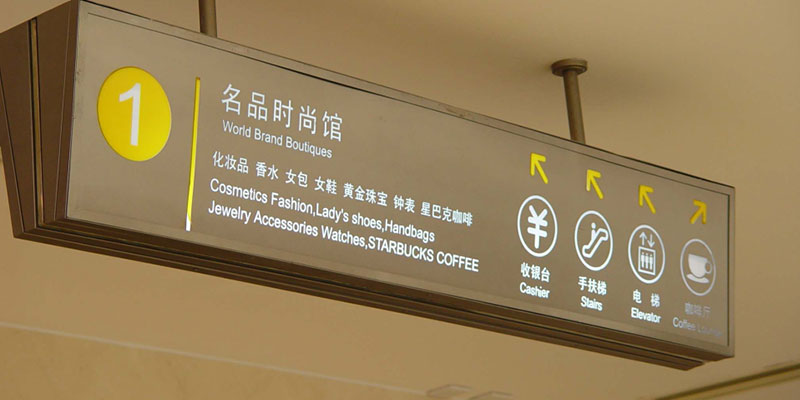 1
名品时尚馆
World Brand Boutiques
化妆品 香水 女包 女鞋 黄金珠宝 钟表 星巴克咖啡
Cosmetics Fashion,Lady's shoes,Handbags
Jewelry Accessories Watches,STARBUCKS COFFEE
¥
收银台
Cashier
手扶梯
Stairs
电梯
Elevator
咖啡厅
Coffee Lounge